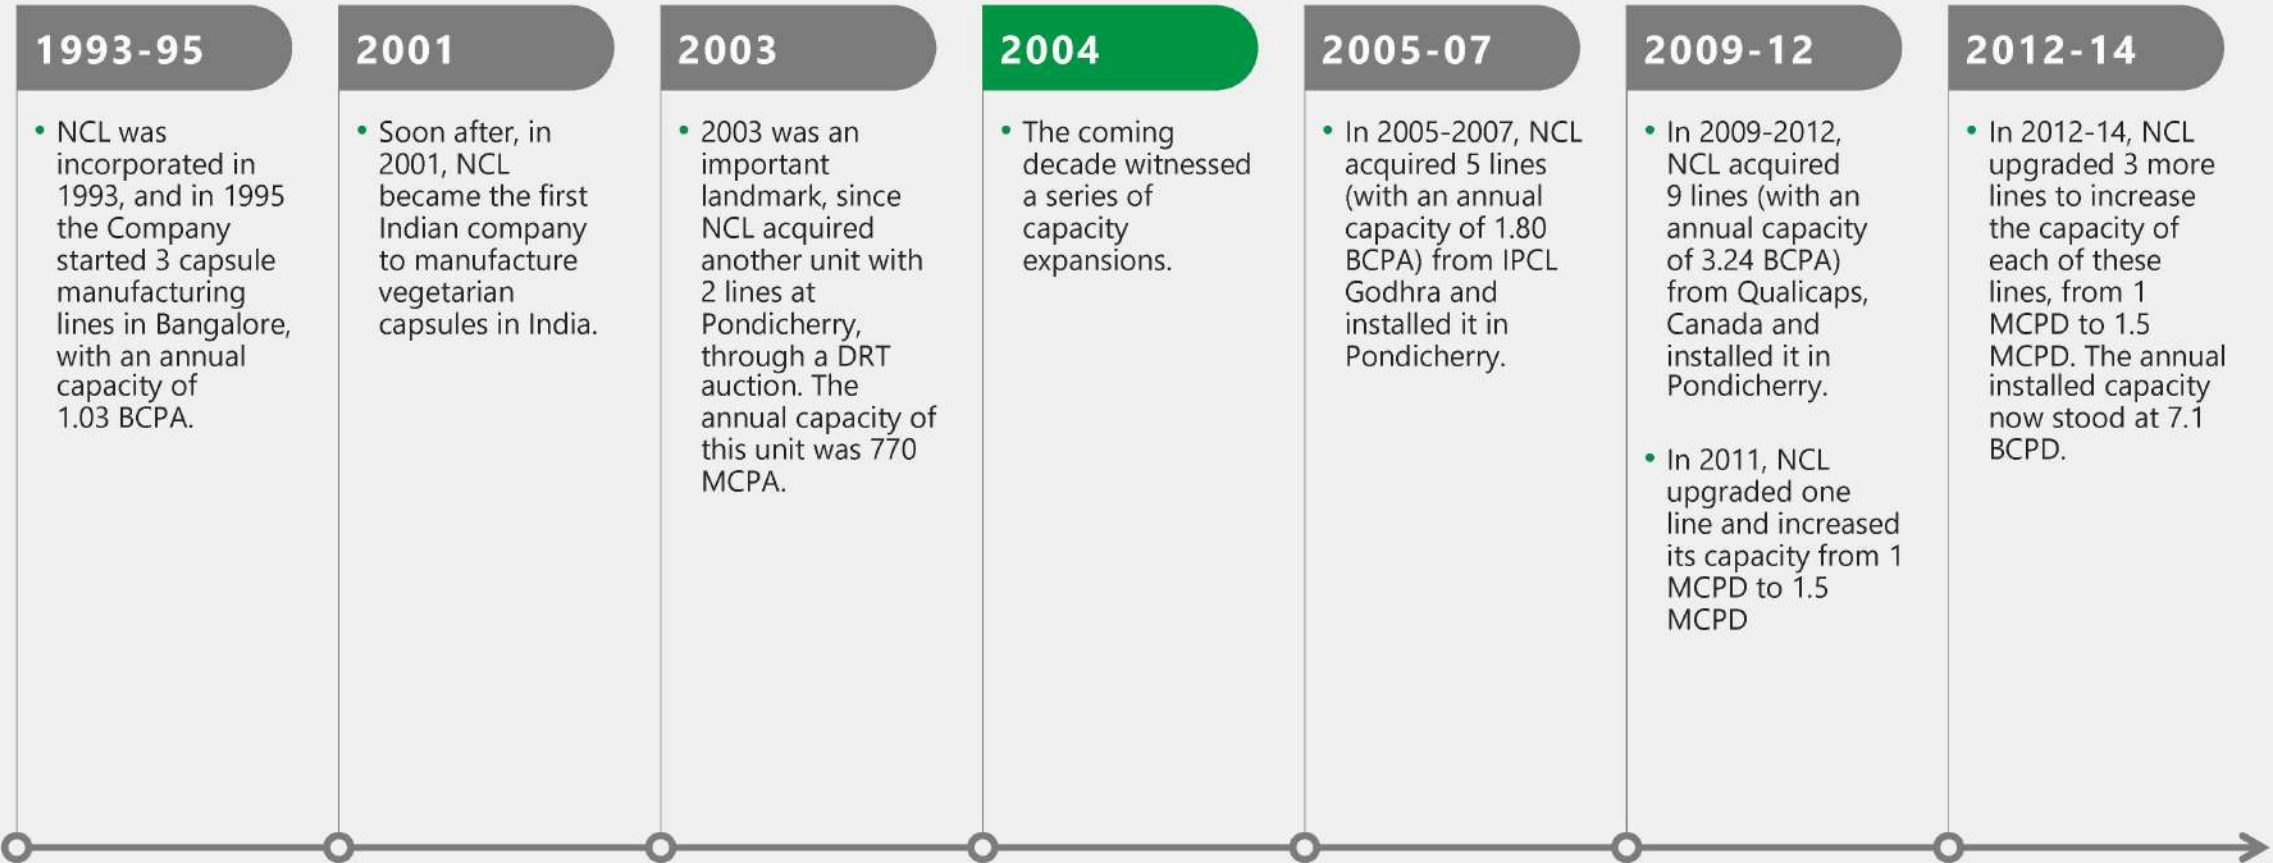 1993-95
• NCL was
incorporated in
1993, and in 1995
the Company
started 3 capsule
manufacturing
lines in Bangalore,
with an annual
capacity of
1.03 BCPA.
2001
• Soon after, in
2001, NCL
became the first
Indian company
to manufacture
vegetarian
capsules in India.
2003
• 2003 was an
important
landmark, since
NCL acquired
another unit with
2 lines at
Pondicherry,
through a DRT
auction. The
annual capacity of
this unit was 770
MCPA.
2004
• The coming
decade witnessed
a series of
capacity
expansions.
2005-07
• In 2005-2007, NCL
acquired 5 lines
(with an annual
capacity of 1.80
BCPA) from IPCL
Godhra and
installed it in
Pondicherry.
2009-12
• In 2009-2012,
NCL acquired
9 lines (with an
annual capacity
of 3.24 BCPA)
from Qualicaps,
Canada and
installed it in
Pondicherry.
• In 2011, NCL
upgraded one
line and increased
its capacity from 1
MCPD to 1.5
MCPD
2012-14
• In 2012-14, NCL
upgraded 3 more
lines to increase
the capacity of
each of these
lines, from 1
MCPD to 1.5
MCPD. The annual
installed capacity
now stood at 7.1
BCPD.